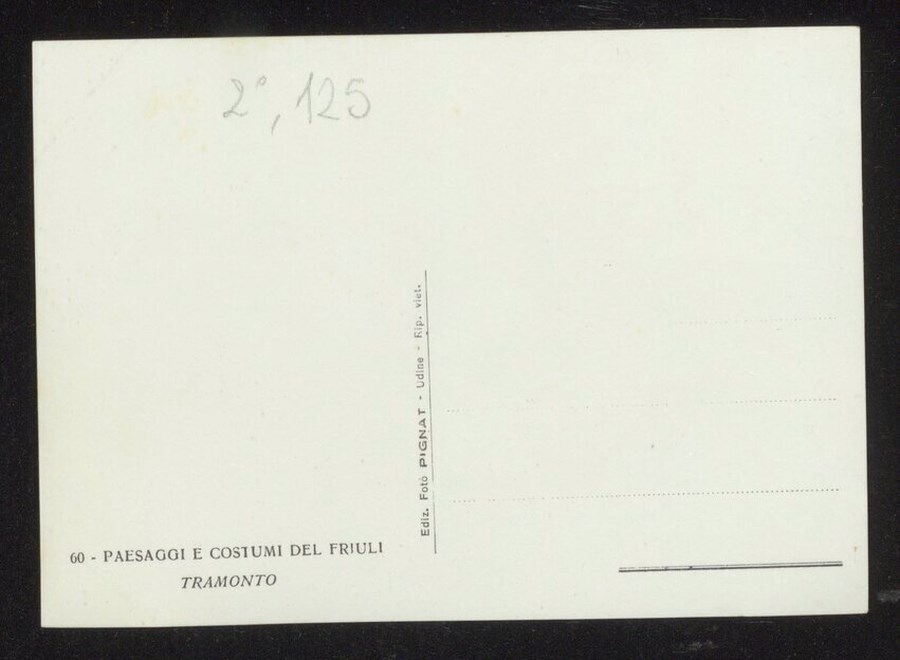 2°, 125
Ediz. Foto PIGNAT - Udine - Rip. viet.
60 - PAESAGGI E COSTUMI DEL FRIULI
TRAMONTO